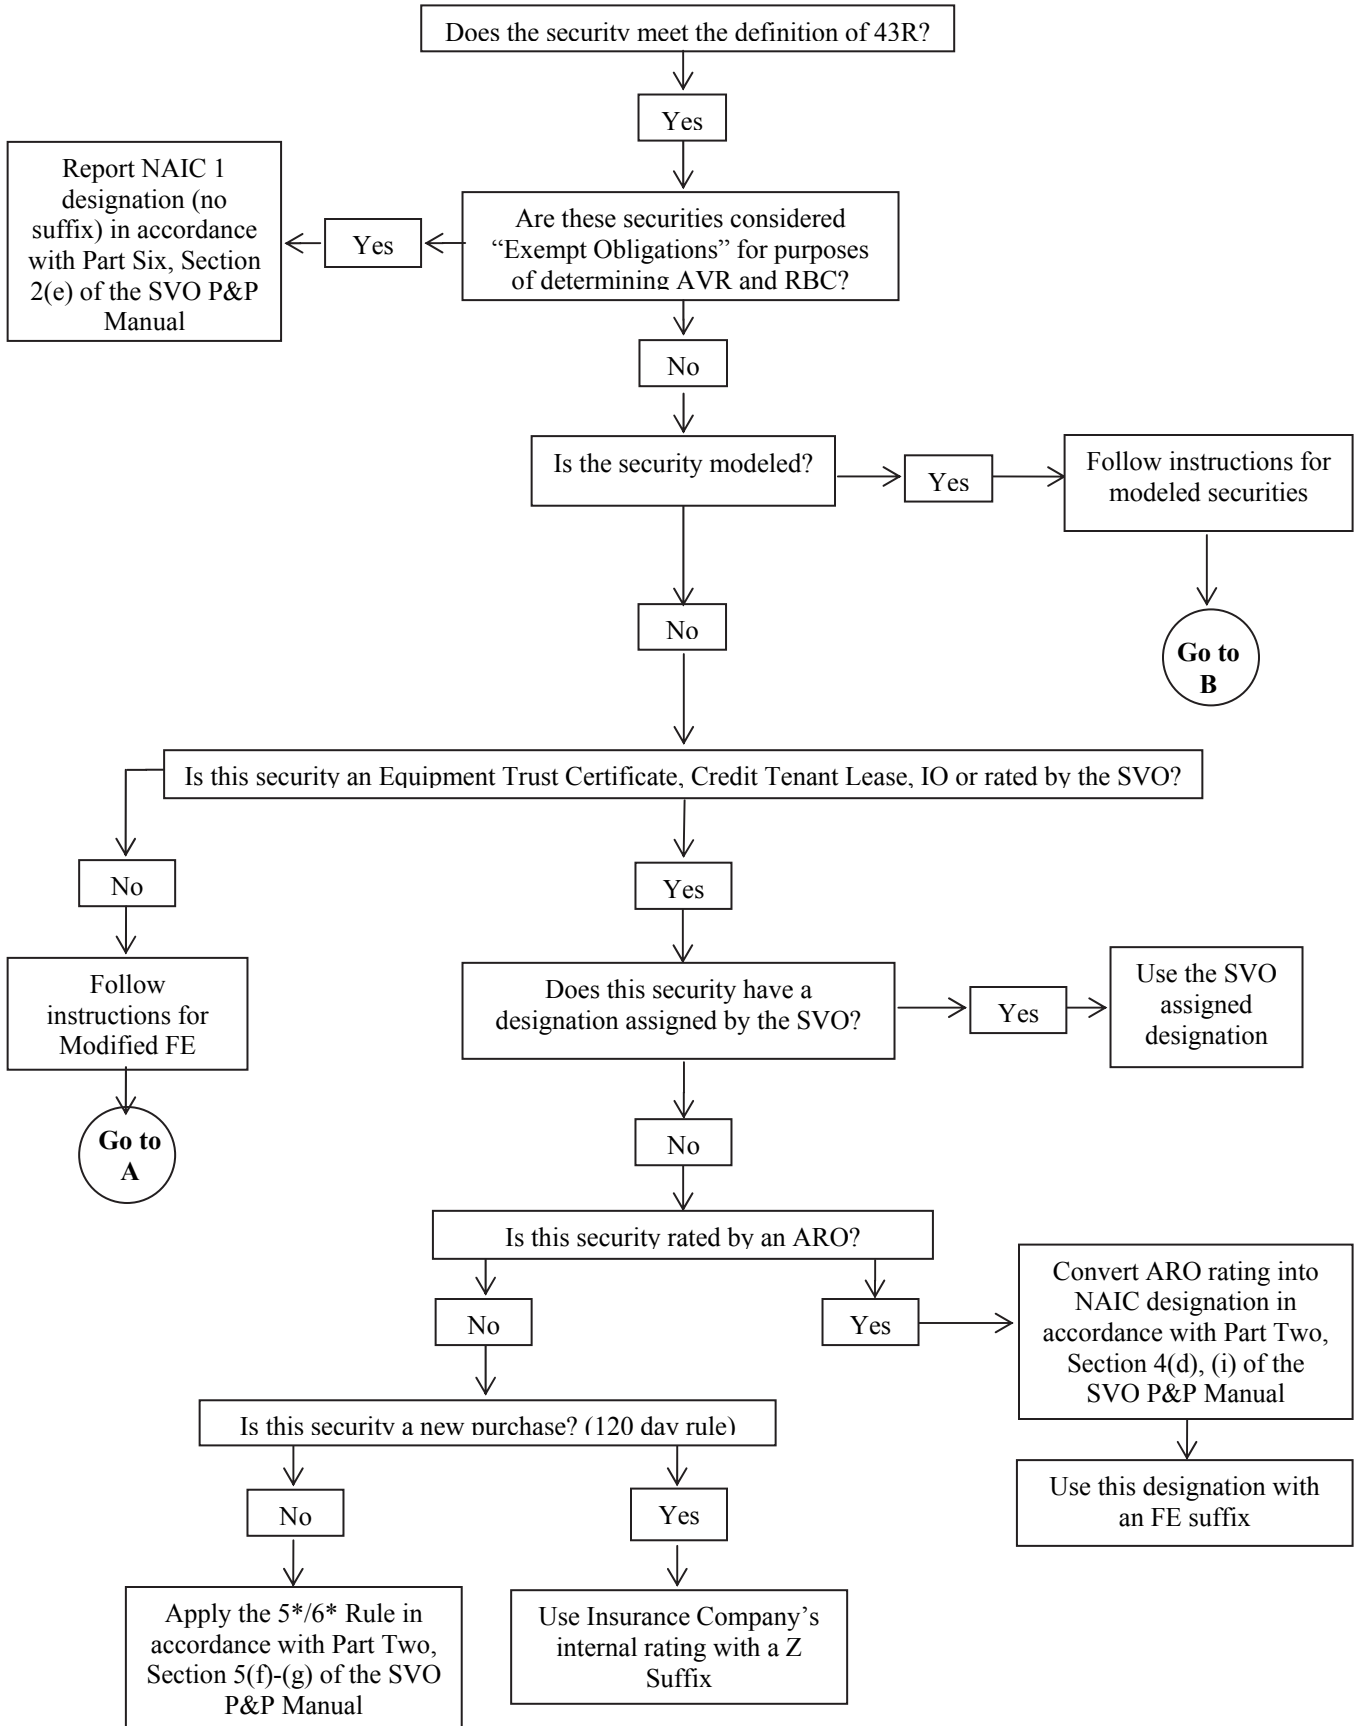 Does the security meet the definition of 43R?
Yes
Report NAIC 1
designation (no
suffix) in accordance
with Part Six, Section
2(e) of the SVO P&P
Manual
Yes
Are these securities considered
“Exempt Obligations” for purposes
of determining AVR and RBC?
No
Is the security modeled?
Yes
Follow instructions for
modeled securities
No
Go to
B
Is this security an Equipment Trust Certificate, Credit Tenant Lease, IO or rated by the SVO?
No
Yes
Follow
instructions for
Modified FE
Does this security have a
designation assigned by the SVO?
Yes
Use the SVO
assigned
designation
Go to
A
No
Is this security rated by an ARO?
No
Yes
Convert ARO rating into
NAIC designation in
accordance with Part Two,
Section 4(d), (i) of the
SVO P&P Manual
Is this security a new purchase? (120 day rule)
Use this designation with
an FE suffix
No
Yes
Apply the 5*/6* Rule in
accordance with Part Two,
Section 5(f)-(g) of the SVO
P&P Manual
Use Insurance Company’s
internal rating with a Z
Suffix